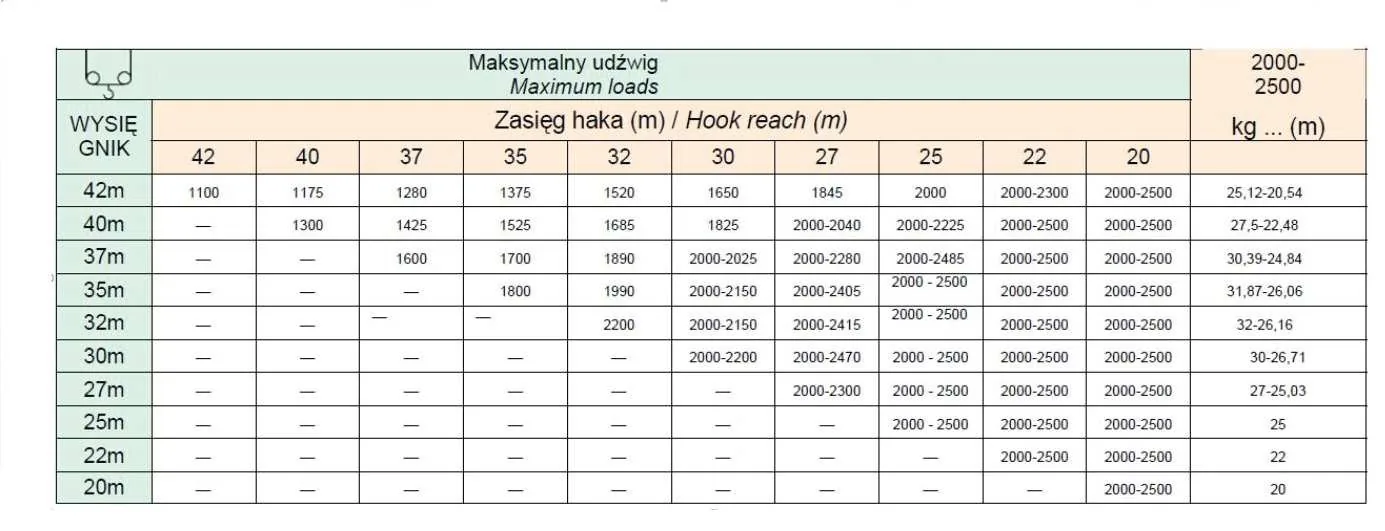 Maksymalny udźwig
Maximum loads
2000-
2500
kg ... (m)
WYSIĘ
GNIK
Zasięg haka (m) / Hook reach (m)
42 40 37 35 32 30 27 25 22 20
42m 1100 1175 1280 1375 1520 1650 1845 2000 2000-2300 2000-2500 25,12-20,54
40m — 1300 1425 1525 1685 1825 2000-2040 2000-2225 2000-2500 2000-2500 27,5-22,48
37m — — 1600 1700 1890 2000-2025 2000-2280 2000-2485 2000-2500 2000-2500 30,39-24,84
35m — — — 1800 1990 2000-2150 2000-2405 2000 - 2500 2000-2500 2000-2500 31,87-26,06
32m — — — — 2200 2000-2150 2000-2415 2000 - 2500 2000-2500 2000-2500 32-26,16
30m — — — — — 2000-2200 2000-2470 2000 - 2500 2000-2500 2000-2500 30-26,71
27m — — — — — — 2000-2300 2000 - 2500 2000-2500 2000-2500 27-25,03
25m — — — — — — — 2000 - 2500 2000-2500 2000-2500 25
22m — — — — — — — — 2000-2500 2000-2500 22
20m — — — — — — — — — 2000-2500 20